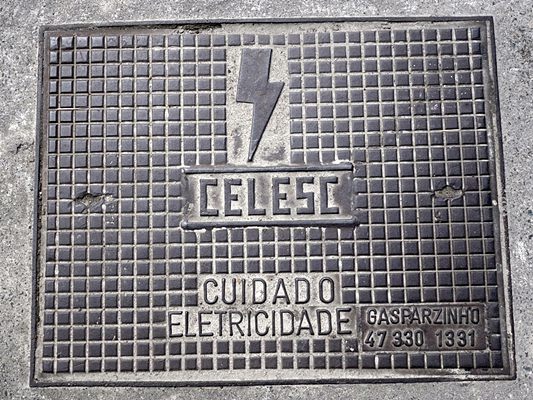 CELESC
CUIDADO
ELETRICIDADE
GASPARZINHO
47 330 1331